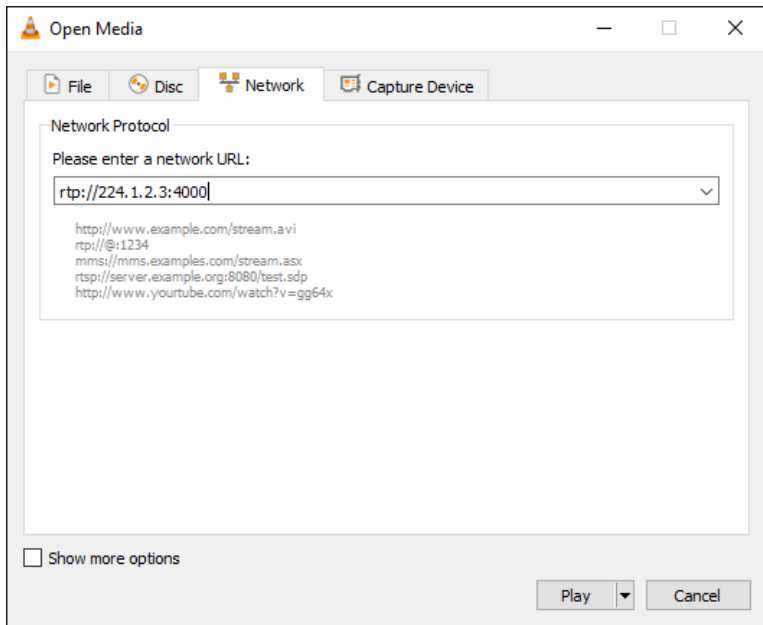 Open Media
File Disc Network Capture Device
Network Protocol
Please enter a network URL:
rtp://224.1.2.3:4000
http://www.example.com/stream.avi
rtp://@:1234
mms://mms.examples.com/stream.asx
rtsp://server.example.org:8080/test.sdp
http://www.yourtube.com/watch?v=gg64x
Show more options
Play Cancel